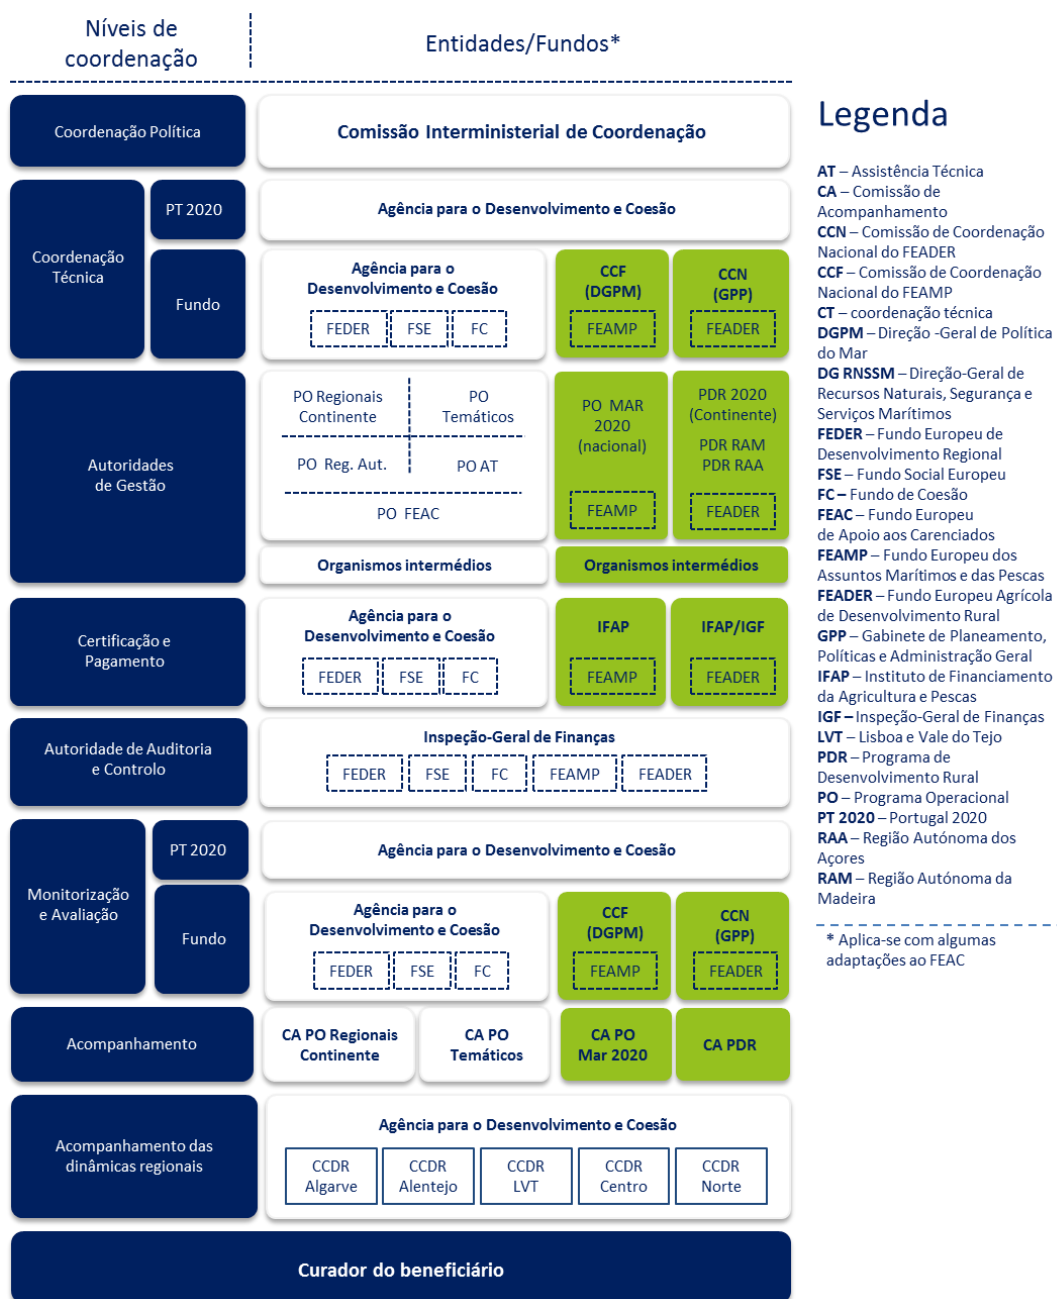 Níveis de
coordenação
Entidades/Fundos*
Coordenação Política
Comissão Interministerial de Coordenação
Coordenação
Técnica
PT 2020
Agência para o Desenvolvimento e Coesão
Fundo
Agência para o
Desenvolvimento e Coesão
FEDER FSE FC
CCF
(DGPM)
FEAMP
CCN
(GPP)
FEADER
Autoridades
de Gestão
PO Regionais
Continente
PO
Temáticos
PO Reg. Aut.
PO AT
PO FEAC
PO MAR
2020
(nacional)
FEAMP
PDR 2020
(Continente)
PDR RAM
PDR RAA
FEADER
Organismos intermédios
Organismos intermédios
Certificação e
Pagamento
Agência para o
Desenvolvimento e Coesão
FEDER FSE FC
IFAP
FEAMP
IFAP/IGF
FEADER
Autoridade de Auditoria
e Controlo
Inspeção-Geral de Finanças
FEDER FSE FC FEAMP FEADER
Monitorização
e Avaliação
PT 2020
Agência para o Desenvolvimento e Coesão
Fundo
Agência para o
Desenvolvimento e Coesão
FEDER FSE FC
CCF
(DGPM)
FEAMP
CCN
(GPP)
FEADER
Acompanhamento
CA PO Regionais
Continente
CA PO
Temáticos
CA PO
Mar 2020
CA PDR
Acompanhamento das
dinâmicas regionais
Agência para o Desenvolvimento e Coesão
CCDR
Algarve
CCDR
Alentejo
CCDR
LVT
CCDR
Centro
CCDR
Norte
Curador do beneficiário
Legenda
AT – Assistência Técnica
CA – Comissão de
Acompanhamento
CCN – Comissão de Coordenação
Nacional do FEADER
CCF – Comissão de Coordenação
Nacional do FEAMP
CT – coordenação técnica
DGPM – Direção -Geral de Política
do Mar
DG RNSSM – Direção-Geral de
Recursos Naturais, Segurança e
Serviços Marítimos
FEDER – Fundo Europeu de
Desenvolvimento Regional
FSE – Fundo Social Europeu
FC – Fundo de Coesão
FEAC – Fundo Europeu
de Apoio aos Carenciados
FEAMP – Fundo Europeu dos
Assuntos Marítimos e das Pescas
FEADER – Fundo Europeu Agrícola
de Desenvolvimento Rural
GPP – Gabinete de Planeamento,
Políticas e Administração Geral
IFAP – Instituto de Financiamento
da Agricultura e Pescas
IGF – Inspeção-Geral de Finanças
LVT – Lisboa e Vale do Tejo
PDR – Programa de
Desenvolvimento Rural
PO – Programa Operacional
PT 2020 – Portugal 2020
RAA – Região Autónoma dos
Açores
RAM – Região Autónoma da
Madeira
* Aplica-se com algumas
adaptações ao FEAC